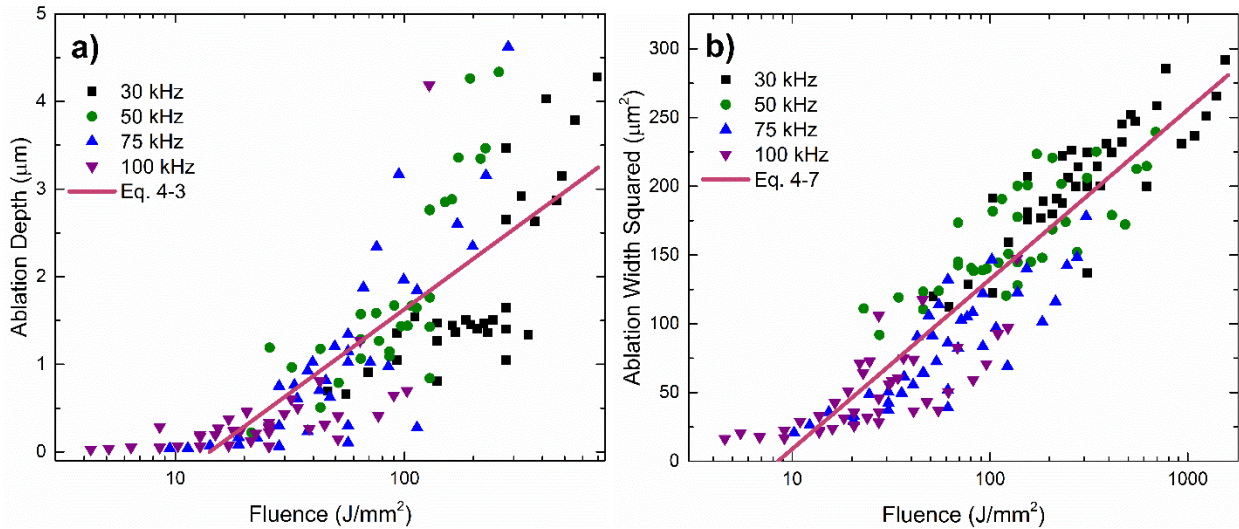 a)
30 kHz
50 kHz
75 kHz
100 kHz
Eq. 4-3
5
4
3
2
1
0
Ablation Depth (μm)
10
100
Fluence (J/mm²)
b)
30 kHz
50 kHz
75 kHz
100 kHz
Eq. 4-7
300
250
200
150
100
50
0
Ablation Width Squared (μm²)
10
100
1000
Fluence (J/mm²)